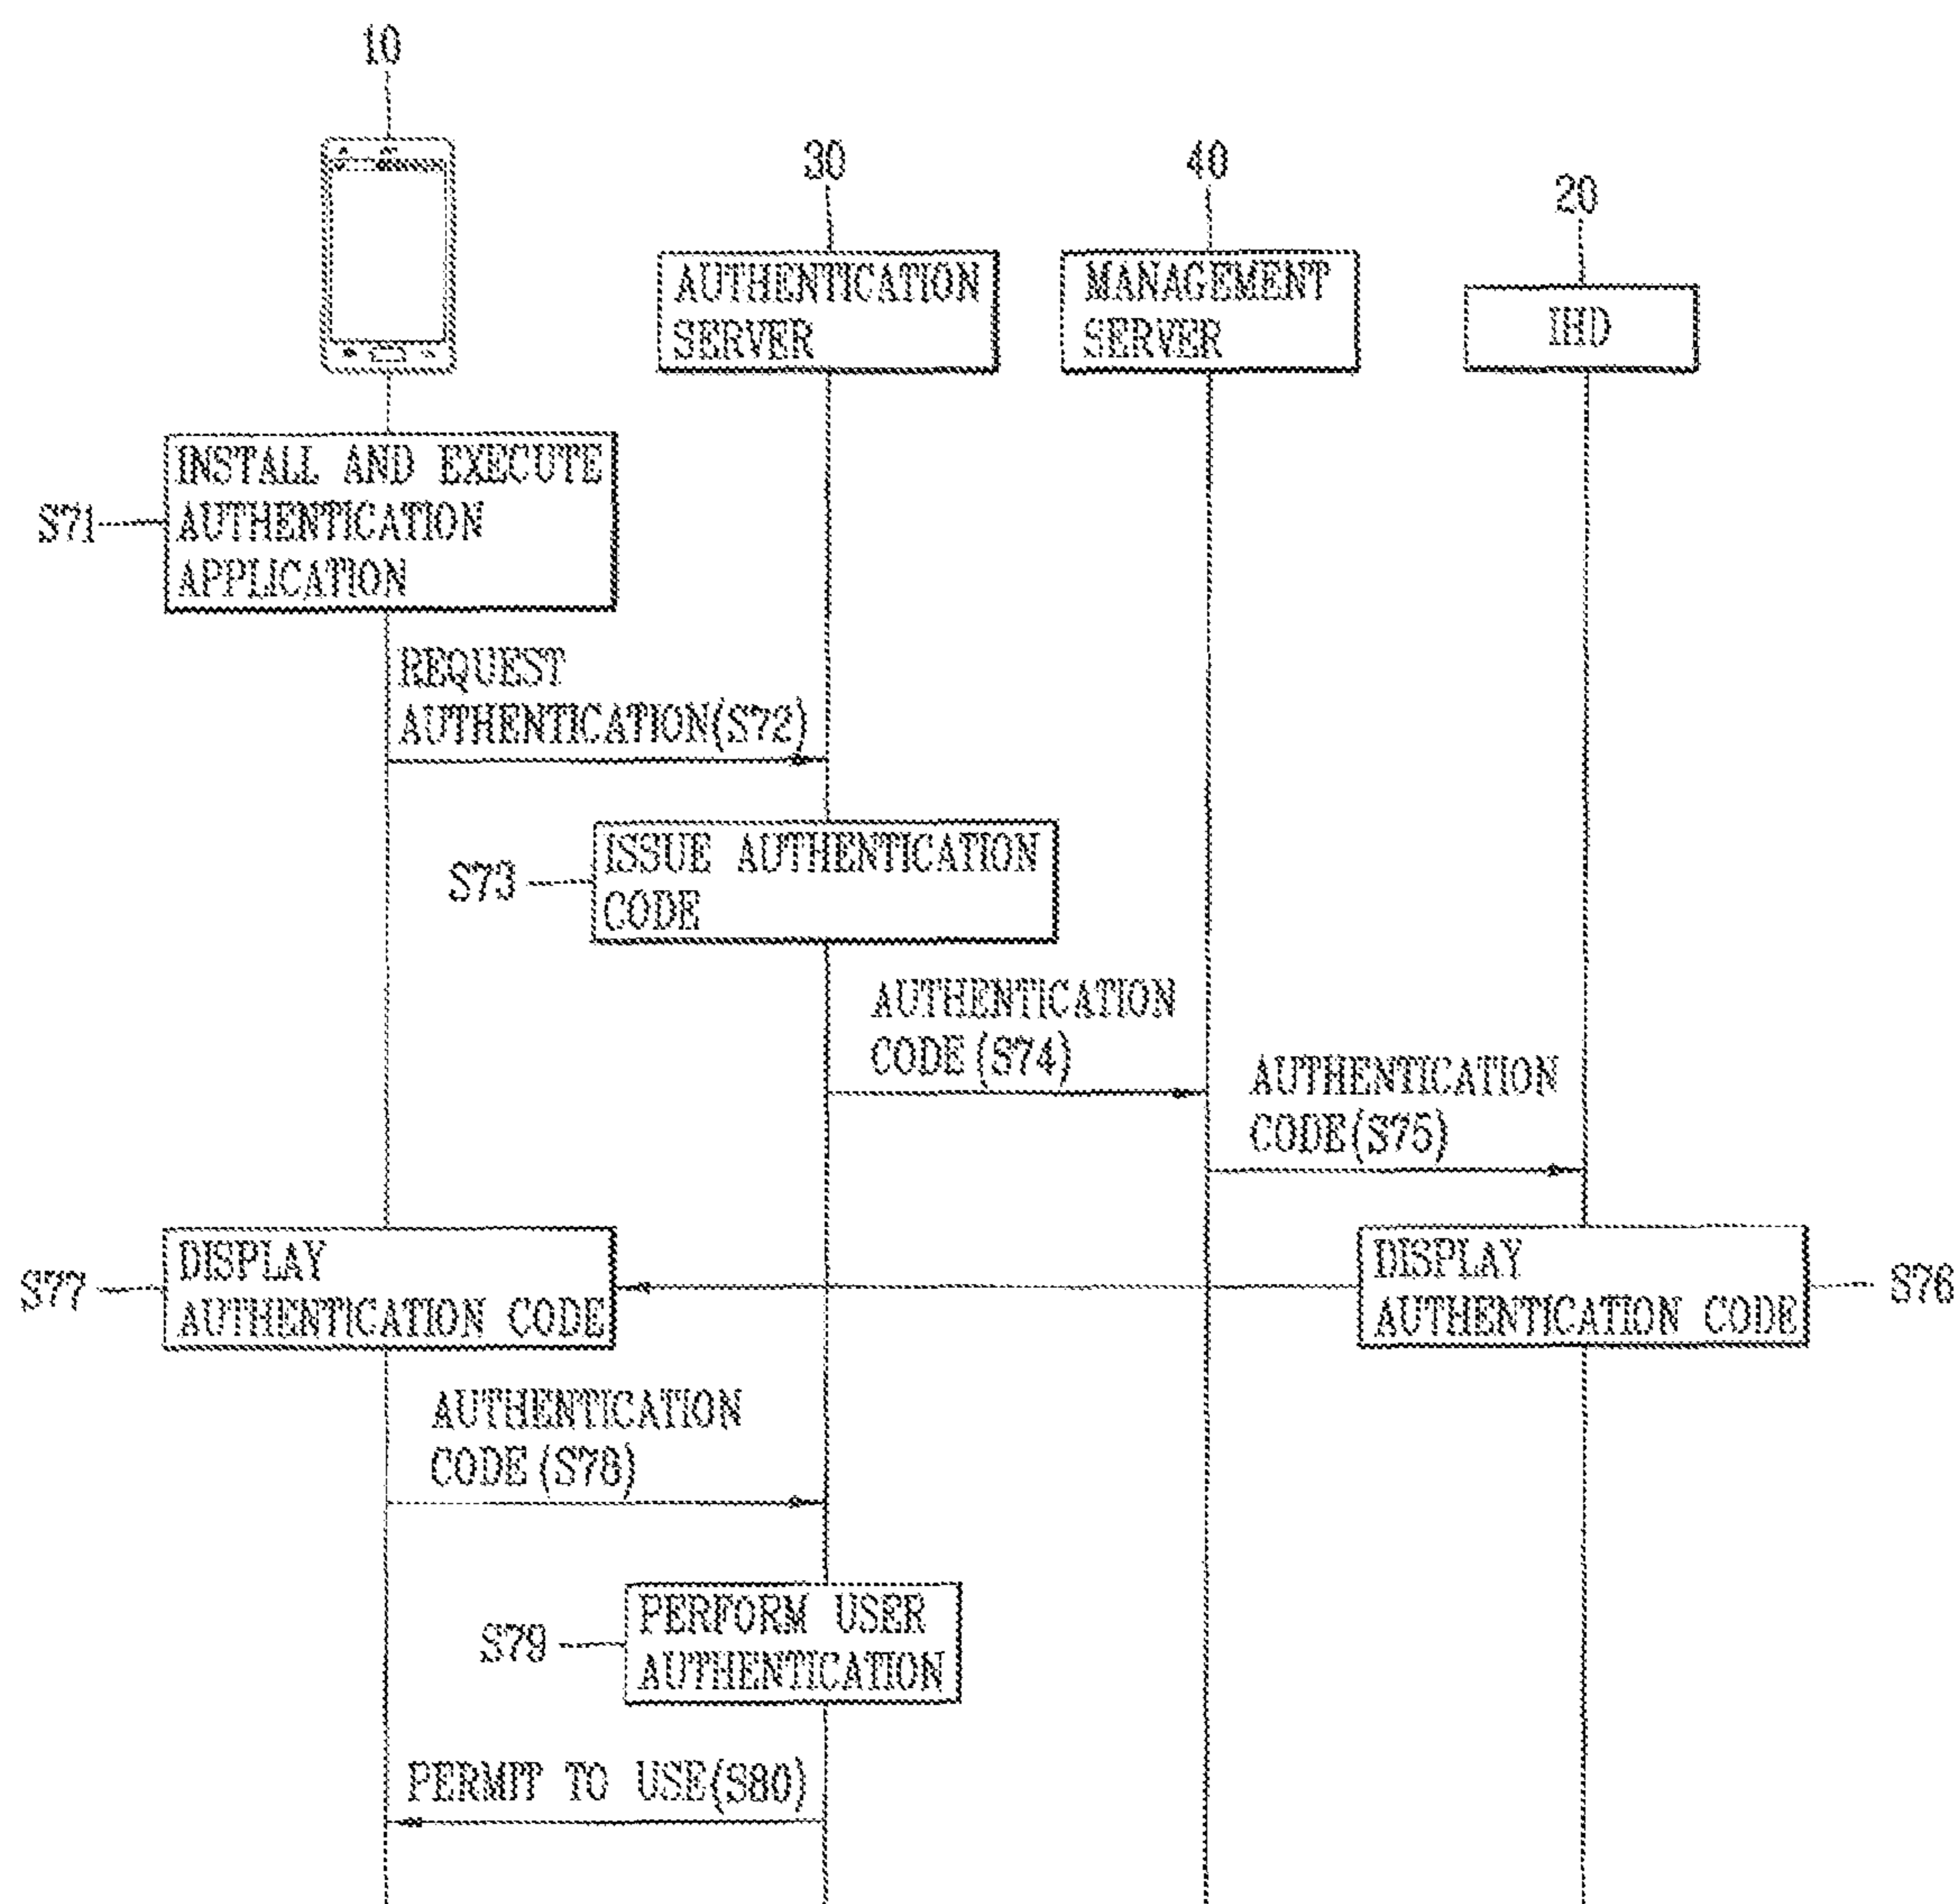 10
30
40
20
AUTHENTICATION
SERVER
MANAGEMENT
SERVER
IHD
S71
INSTALL AND EXECUTE
AUTHENTICATION
APPLICATION
REQUEST
AUTHENTICATION(S72)
S73
ISSUE AUTHENTICATION
CODE
AUTHENTICATION
CODE(S74)
AUTHENTICATION
CODE(S75)
S77
DISPLAY
AUTHENTICATION CODE
DISPLAY
AUTHENTICATION CODE
S76
AUTHENTICATION
CODE(S78)
S79
PERFORM USER
AUTHENTICATION
PERMIT TO USE(S80)